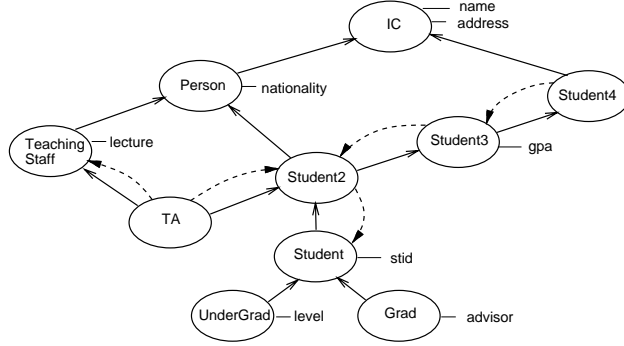 name
IC
address
Person
nationality
Student4
Teaching
Staff
lecture
Student3
gpa
Student2
TA
Student
stid
UnderGrad
level
Grad
advisor